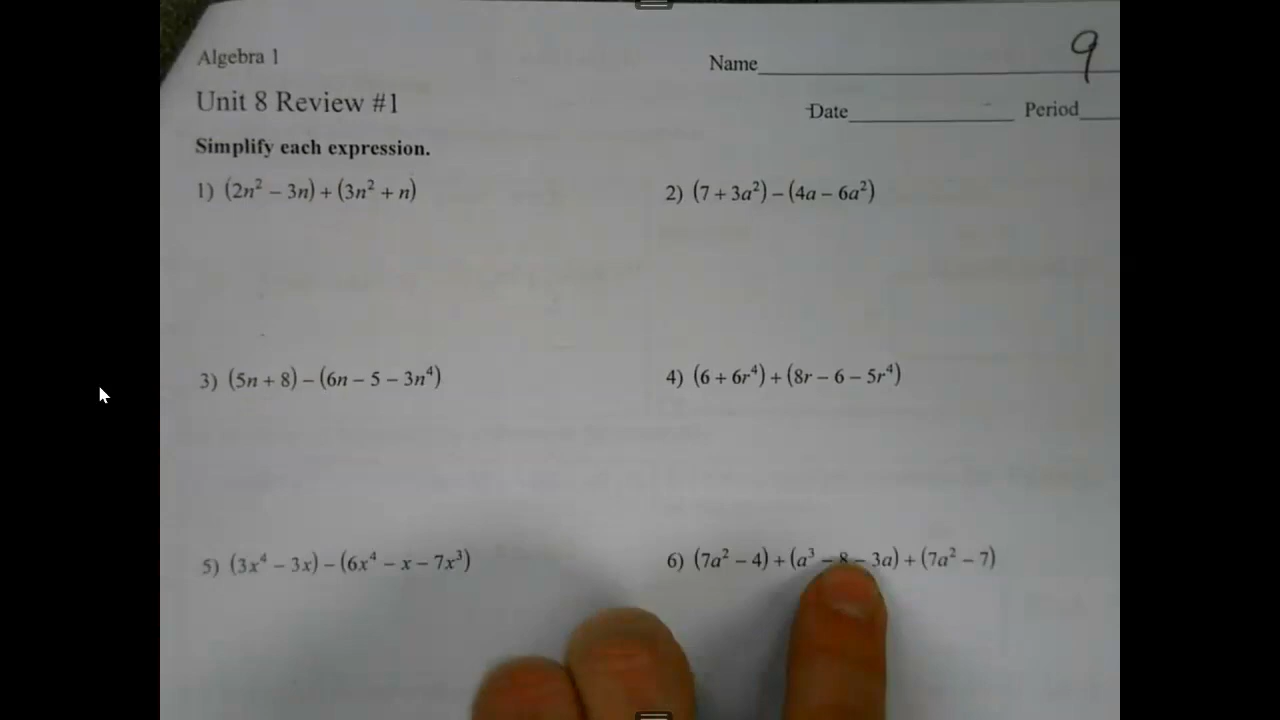 Algebra 1
Name 9
Unit 8 Review #1
Date Period
Simplify each expression.
1) (2n² − 3n) + (3n² + n)
2) (7 + 3a²) − (4a − 6a²)
3) (5n + 8) − (6n − 5 − 3n⁴)
4) (6 + 6r⁴) + (8r − 6 − 5r⁴)
5) (3x⁴ − 3x) − (6x⁴ − x − 7x³)
6) (7a² − 4) + (a³ − 8 − 3a) + (7a² − 7)